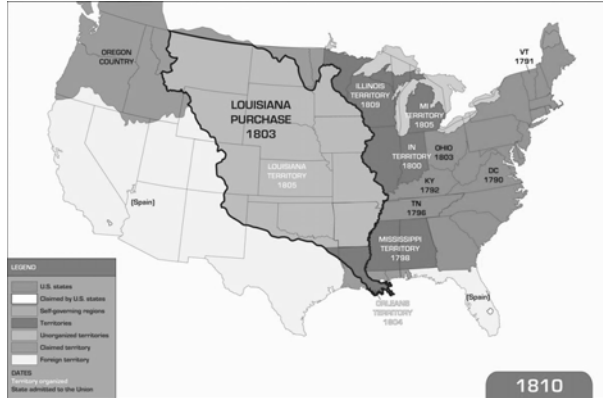 VT
1791
OREGON
COUNTRY
ILLINOIS
TERRITORY
1809
MI
TERRITORY
1805
LOUISIANA
PURCHASE
1803
IN
TERRITORY
1800
OHIO
1803
DC
1790
LOUISIANA
TERRITORY
1805
KY
1792
[Spain]
TN
1796
MISSISSIPPI
TERRITORY
1798
[Spain]
ORLEANS
TERRITORY
1804
LEGEND
U.S. states
Claimed by U.S. states
Self-governing regions
Territories
Unorganized territories
Claimed territory
Foreign territory
DATES
Territory organized
State admitted to the Union
1810